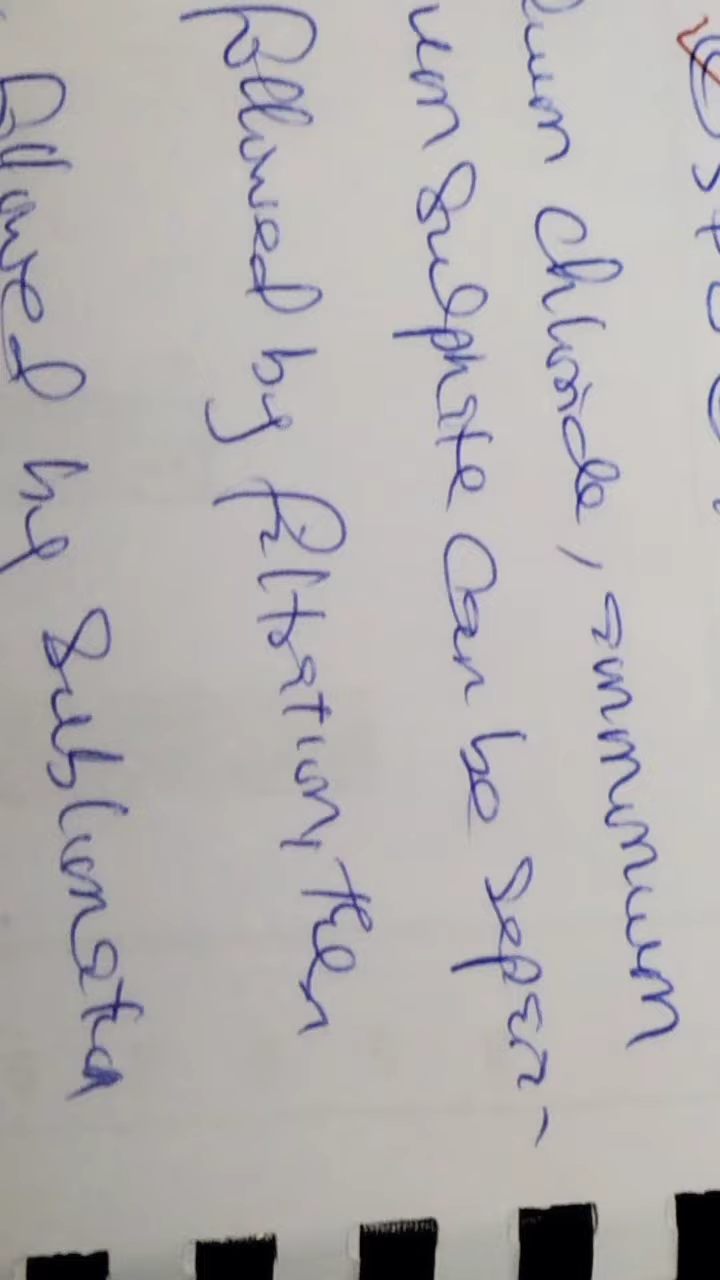 chloride, ammonium
sulphate can be separ-
followed by filtration, then
followed by sublimation